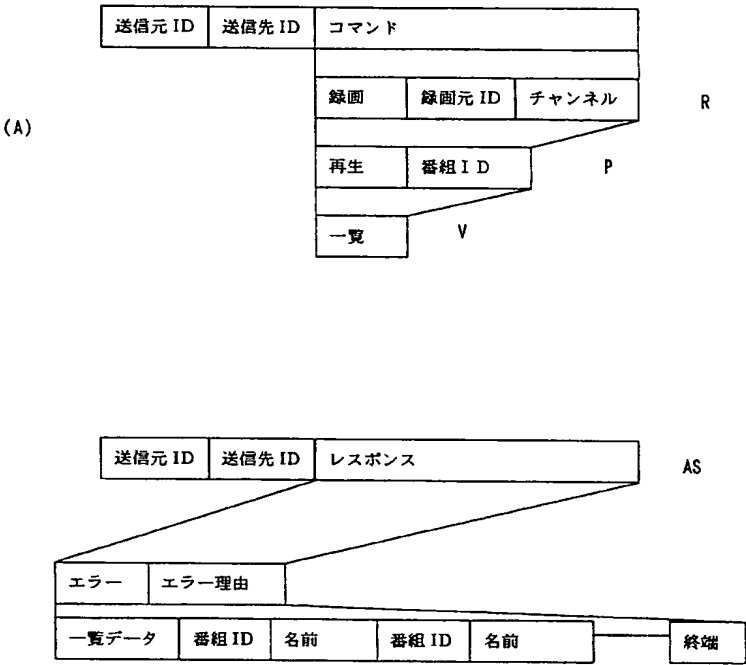 送信元 ID 送信先 ID コマンド
録画 録画元 ID チャンネル R
(A)
再生 番組 I D P
一覧 V
送信元 ID 送信先 ID レスポンス AS
エラー エラー理由
一覧データ 番組 ID 名前 番組 ID 名前 終端